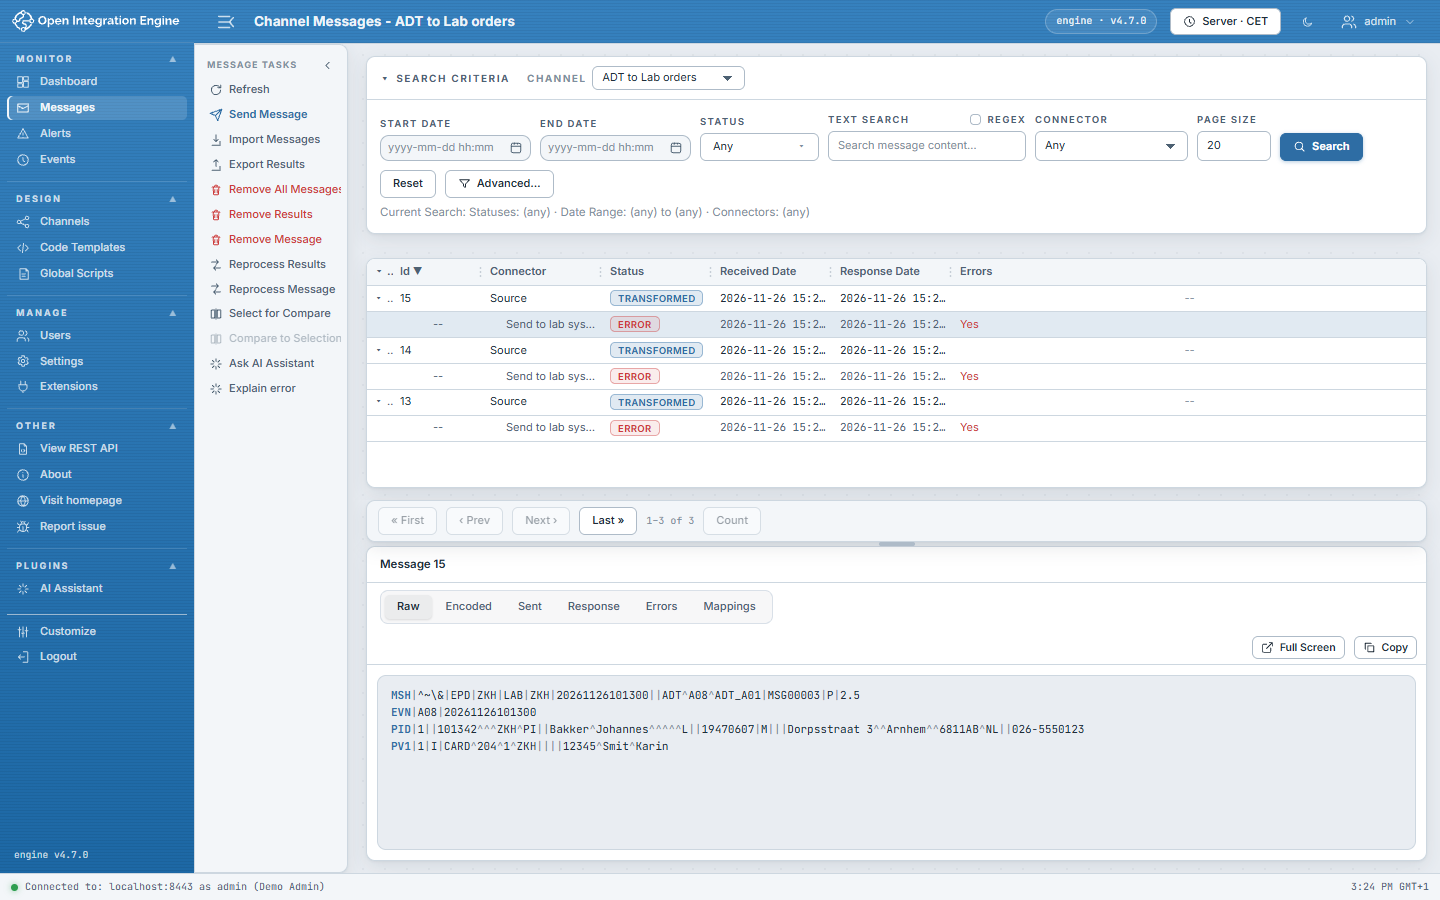 Open Integration Engine
Channel Messages - ADT to Lab orders
engine · v4.7.0
Server · CET
admin
MONITOR
Dashboard
Messages
Alerts
Events
DESIGN
Channels
Code Templates
Global Scripts
MANAGE
Users
Settings
Extensions
OTHER
View REST API
About
Visit homepage
Report issue
PLUGINS
AI Assistant
Customize
Logout
engine v4.7.0
MESSAGE TASKS
Refresh
Send Message
Import Messages
Export Results
Remove All Messages
Remove Results
Remove Message
Reprocess Results
Reprocess Message
Select for Compare
Compare to Selection
Ask AI Assistant
Explain error
SEARCH CRITERIA CHANNEL ADT to Lab orders
START DATE END DATE STATUS TEXT SEARCH REGEX CONNECTOR PAGE SIZE
yyyy-mm-dd hh:mm yyyy-mm-dd hh:mm Any Search message content... Any 20 Search
Reset Advanced...
Current Search: Statuses: (any) · Date Range: (any) to (any) · Connectors: (any)
.. Id ▼ Connector Status Received Date Response Date Errors
.. 15 Source TRANSFORMED 2026-11-26 15:2… 2026-11-26 15:2… --
-- Send to lab sys... ERROR 2026-11-26 15:2… 2026-11-26 15:2… Yes
.. 14 Source TRANSFORMED 2026-11-26 15:2… 2026-11-26 15:2… --
-- Send to lab sys... ERROR 2026-11-26 15:2… 2026-11-26 15:2… Yes
.. 13 Source TRANSFORMED 2026-11-26 15:2… 2026-11-26 15:2… --
-- Send to lab sys... ERROR 2026-11-26 15:2… 2026-11-26 15:2… Yes
« First ‹ Prev Next › Last » 1–3 of 3 Count
Message 15
Raw Encoded Sent Response Errors Mappings
Full Screen Copy
MSH|^~\&|EPD|ZKH|LAB|ZKH|20261126101300||ADT^A08^ADT_A01|MSG00003|P|2.5
EVN|A08|20261126101300
PID|1||101342^^^ZKH^PI||Bakker^Johannes^^^^^L||19470607|M|||Dorpsstraat 3^^Arnhem^^6811AB^NL||026-5550123
PV1|1|I|CARD^204^1^ZKH||||12345^Smit^Karin
Connected to: localhost:8443 as admin (Demo Admin)
3:24 PM GMT+1